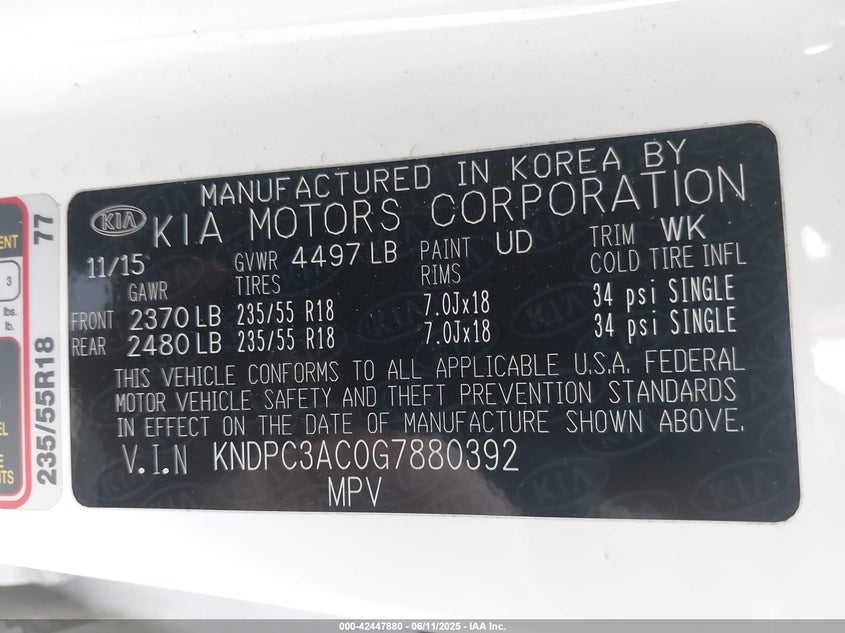 MANUFACTURED IN KOREA BY
KIA
KIA MOTORS CORPORATION
11/15 GVWR 4497 LB PAINT UD TRIM WK
GAWR TIRES RIMS COLD TIRE INFL
FRONT 2370 LB 235/55 R18 7.0Jx18 34 psi SINGLE
REAR 2480 LB 235/55 R18 7.0Jx18 34 psi SINGLE
THIS VEHICLE CONFORMS TO ALL APPLICABLE U.S.A. FEDERAL
MOTOR VEHICLE SAFETY AND THEFT PREVENTION STANDARDS
IN EFFECT ON THE DATE OF MANUFACTURE SHOWN ABOVE.
V.I.N KNDPC3AC0G7880392
MPV
235/55R18 77
3
lbs.
lb.
000-42447880 - 06/11/2025 - IAA Inc.